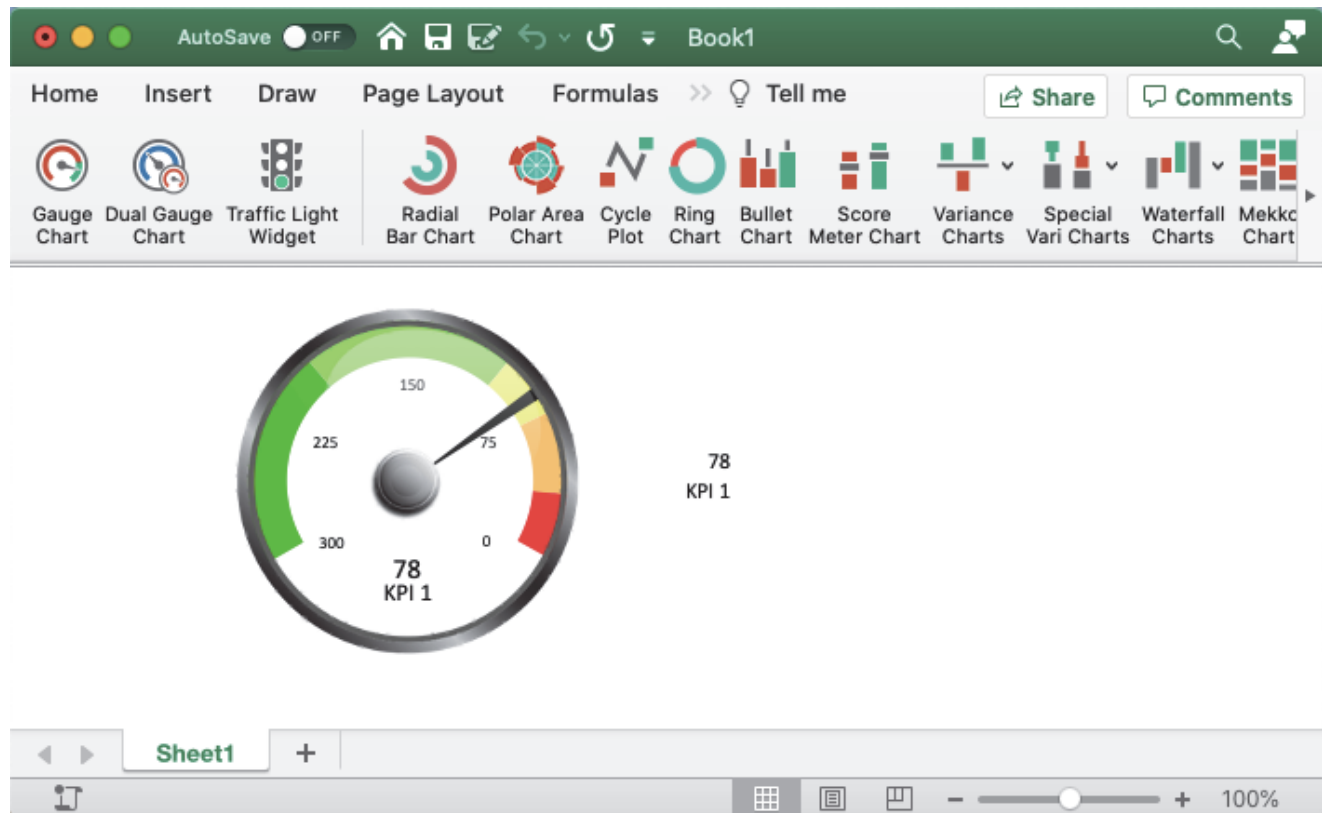 AutoSave OFF Book1
Home Insert Draw Page Layout Formulas >> Tell me Share Comments
Gauge Chart
Dual Gauge Chart
Traffic Light Widget
Radial Bar Chart
Polar Area Chart
Cycle Plot
Ring Chart
Bullet Chart
Score Meter Chart
Variance Charts
Special Vari Charts
Waterfall Charts
Mekko Chart
150
225
75
300
0
78
KPI 1
78
KPI 1
Sheet1 +
− + 100%